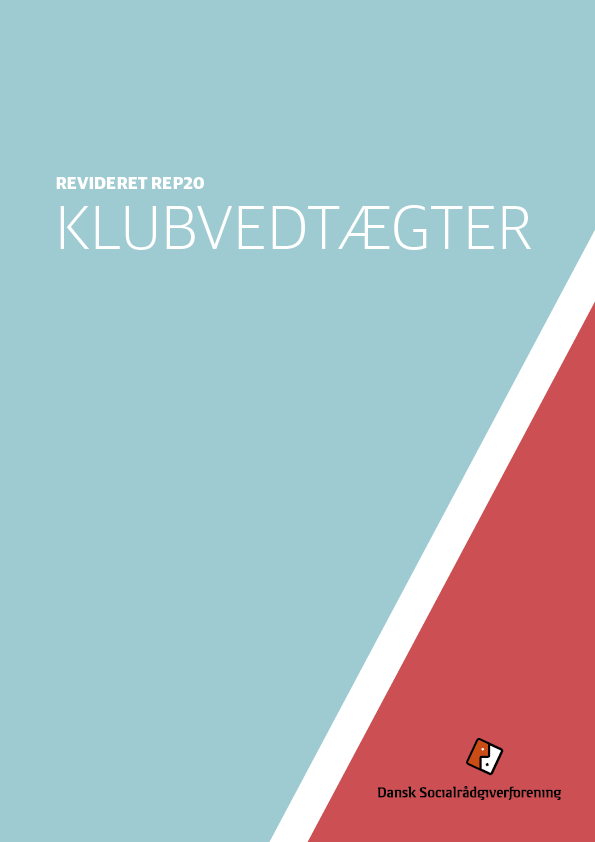 REVIDERET REP20
KLUBVEDTÆGTER
Dansk Socialrådgiverforening